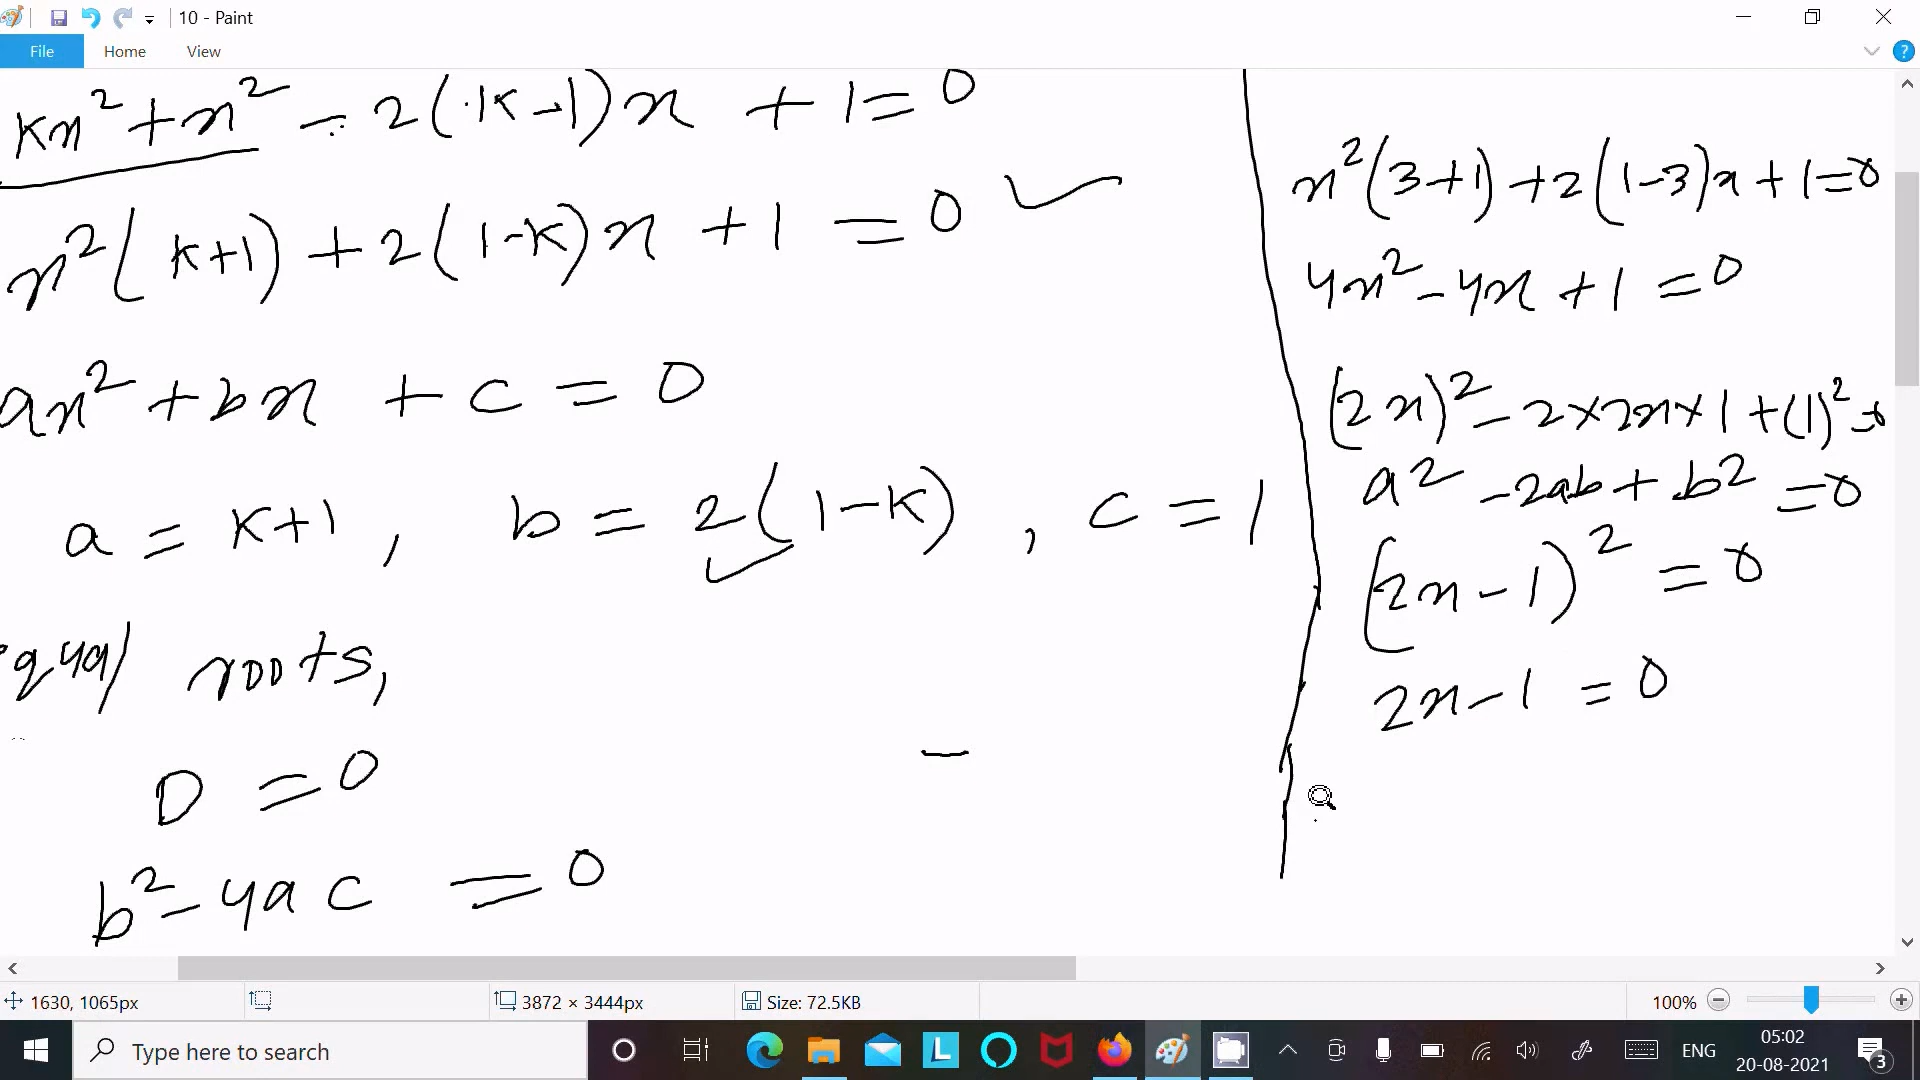 10 - Paint
File Home View
kx² + x² - 2(k-1)x + 1 = 0
x²(k+1) + 2(1-k)x + 1 = 0
ax² + bx + c = 0
a = k+1, b = 2(1-k), c = 1
equal roots,
D = 0
b² - 4ac = 0
x²(3+1) + 2(1-3)x + 1 = 0
4x² - 4x + 1 = 0
(2x)² - 2×2x×1 + (1)² = 0
a² - 2ab + b² = 0
(2x-1)² = 0
2x - 1 = 0
1630, 1065px 3872 × 3444px Size: 72.5KB 100%
Type here to search ENG 05:02
20-08-2021 3